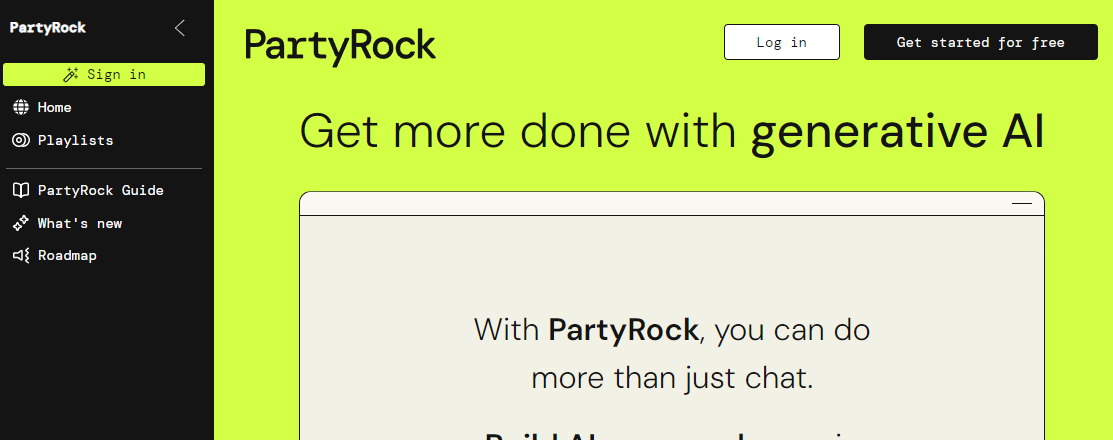 PartyRock
Sign in
Home
Playlists
PartyRock Guide
What's new
Roadmap
PartyRock
Log in
Get started for free
Get more done with generative AI
With PartyRock, you can do
more than just chat.